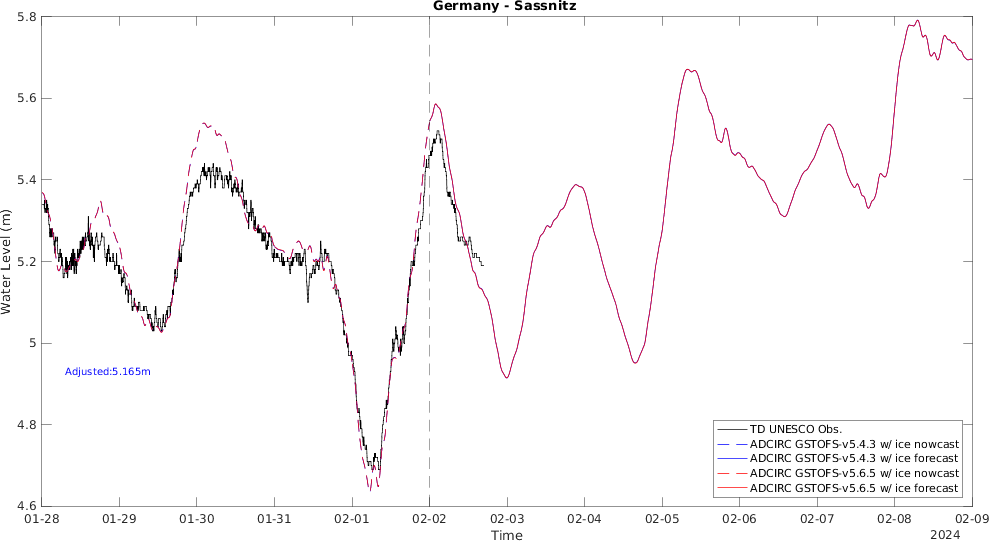 Germany - Sassnitz
Water Level (m)
5.8
5.6
5.4
5.2
5
4.8
4.6
Adjusted:5.165m
TD UNESCO Obs.
ADCIRC GSTOFS-v5.4.3 w/ ice nowcast
ADCIRC GSTOFS-v5.4.3 w/ ice forecast
ADCIRC GSTOFS-v5.6.5 w/ ice nowcast
ADCIRC GSTOFS-v5.6.5 w/ ice forecast
01-28 01-29 01-30 01-31 02-01 02-02 02-03 02-04 02-05 02-06 02-07 02-08 02-09
Time
2024